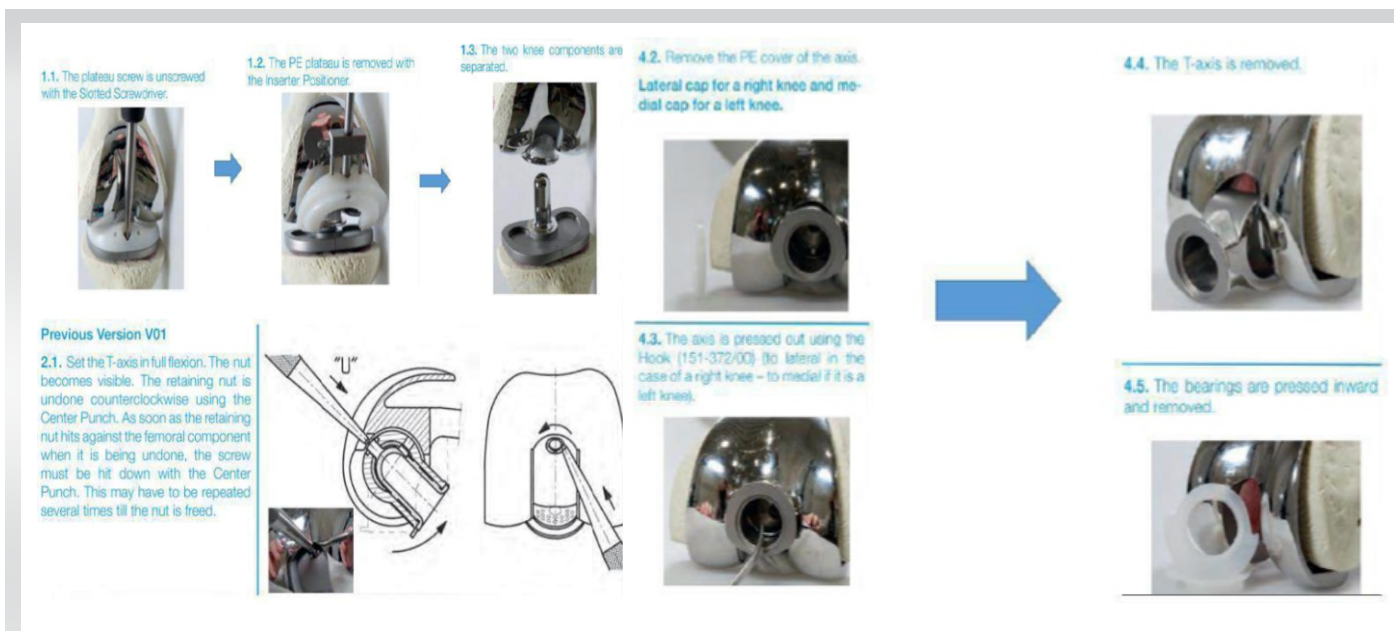 1.1. The plateau screw is unscrewed
with the Slotted Screwdriver.
1.2. The PE plateau is removed with
the Inserter Positioner.
1.3. The two knee components are
separated.
Previous Version V01
2.1. Set the T-axis in full flexion. The nut
becomes visible. The retaining nut is
undone counterclockwise using the
Center Punch. As soon as the retaining
nut hits against the femoral component
when it is being undone, the screw
must be hit down with the Center
Punch. This may have to be repeated
several times till the nut is freed.
"U"
4.2. Remove the PE cover of the axis.
Lateral cap for a right knee and me-
dial cap for a left knee.
4.3. The axis is pressed out using the
Hook (151-372/00) (to lateral in the
case of a right knee – to medial if it is a
left knee).
4.4. The T-axis is removed.
4.5. The bearings are pressed inward
and removed.